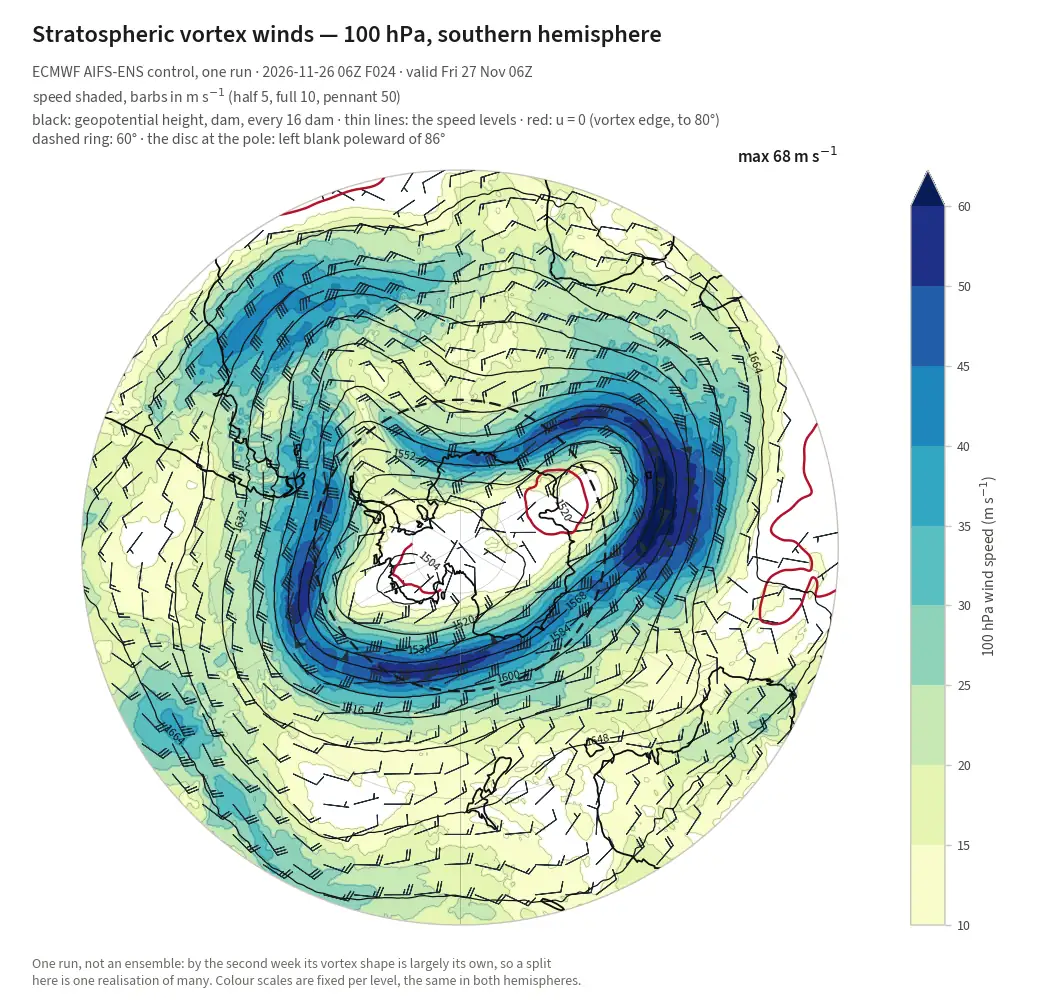 Stratospheric vortex winds — 100 hPa, southern hemisphere
ECMWF AIFS-ENS control, one run · 2026-11-26 06Z F024 · valid Fri 27 Nov 06Z
speed shaded, barbs in m s⁻¹ (half 5, full 10, pennant 50)
black: geopotential height, dam, every 16 dam · thin lines: the speed levels · red: u = 0 (vortex edge, to 80°)
dashed ring: 60° · the disc at the pole: left blank poleward of 86°
max 68 m s⁻¹
60
50
45
40
35
30
25
20
15
10
100 hPa wind speed (m s⁻¹)
1664
1552
1520
1632
1504
1568
1520
1584
1536
1600
1616
1664
1648
One run, not an ensemble: by the second week its vortex shape is largely its own, so a split
here is one realisation of many. Colour scales are fixed per level, the same in both hemispheres.